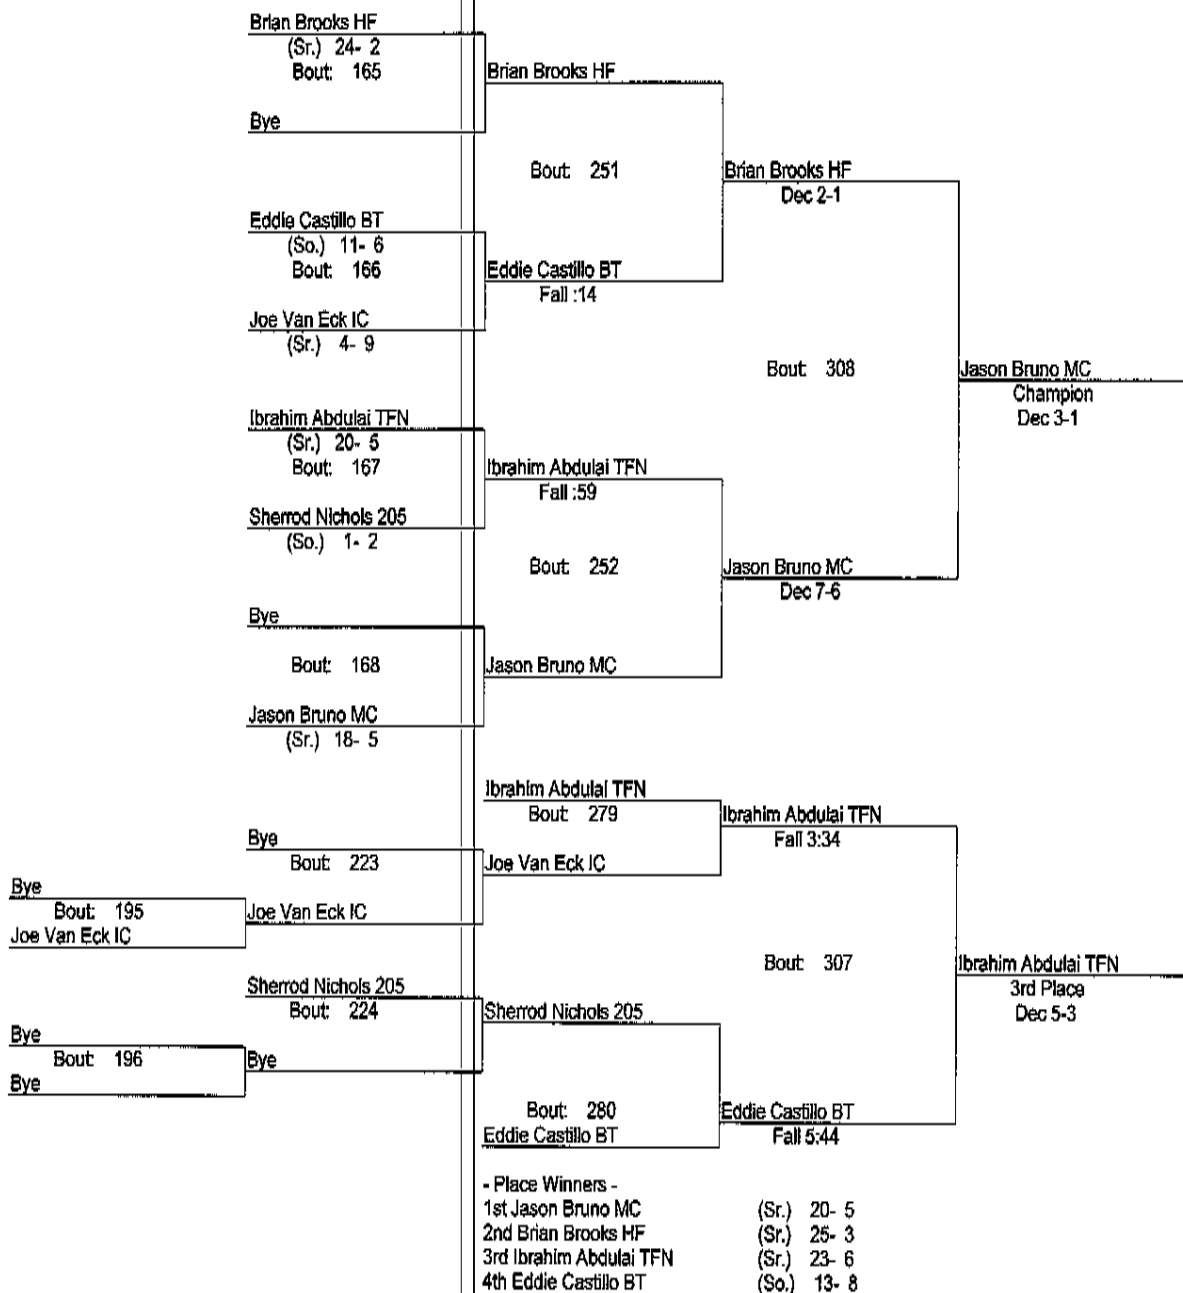 Brian Brooks HF
(Sr.) 24- 2
Bout: 165
Brian Brooks HF
Bye
Bout: 251
Brian Brooks HF
Dec 2-1
Eddie Castillo BT
(So.) 11- 6
Bout: 166
Eddie Castillo BT
Fall :14
Joe Van Eck IC
(Sr.) 4- 9
Bout: 308
Jason Bruno MC
Champion
Dec 3-1
Ibrahim Abdulai TFN
(Sr.) 20- 5
Bout: 167
Ibrahim Abdulai TFN
Fall :59
Sherrod Nichols 205
(So.) 1- 2
Bout: 252
Jason Bruno MC
Dec 7-6
Bye
Bout: 168
Jason Bruno MC
Jason Bruno MC
(Sr.) 18- 5
Ibrahim Abdulai TFN
Bout: 279
Ibrahim Abdulai TFN
Fall 3:34
Bye
Bout: 223
Joe Van Eck IC
Bye
Bout: 195
Joe Van Eck IC
Joe Van Eck IC
Bout: 307
Ibrahim Abdulai TFN
3rd Place
Dec 5-3
Sherrod Nichols 205
Bout: 224
Sherrod Nichols 205
Bye
Bout: 196
Bye
Bye
Bout: 280
Eddie Castillo BT
Eddie Castillo BT
Fall 5:44
- Place Winners -
1st Jason Bruno MC (Sr.) 20- 5
2nd Brian Brooks HF (Sr.) 25- 3
3rd Ibrahim Abdulai TFN (Sr.) 23- 6
4th Eddie Castillo BT (So.) 13- 8